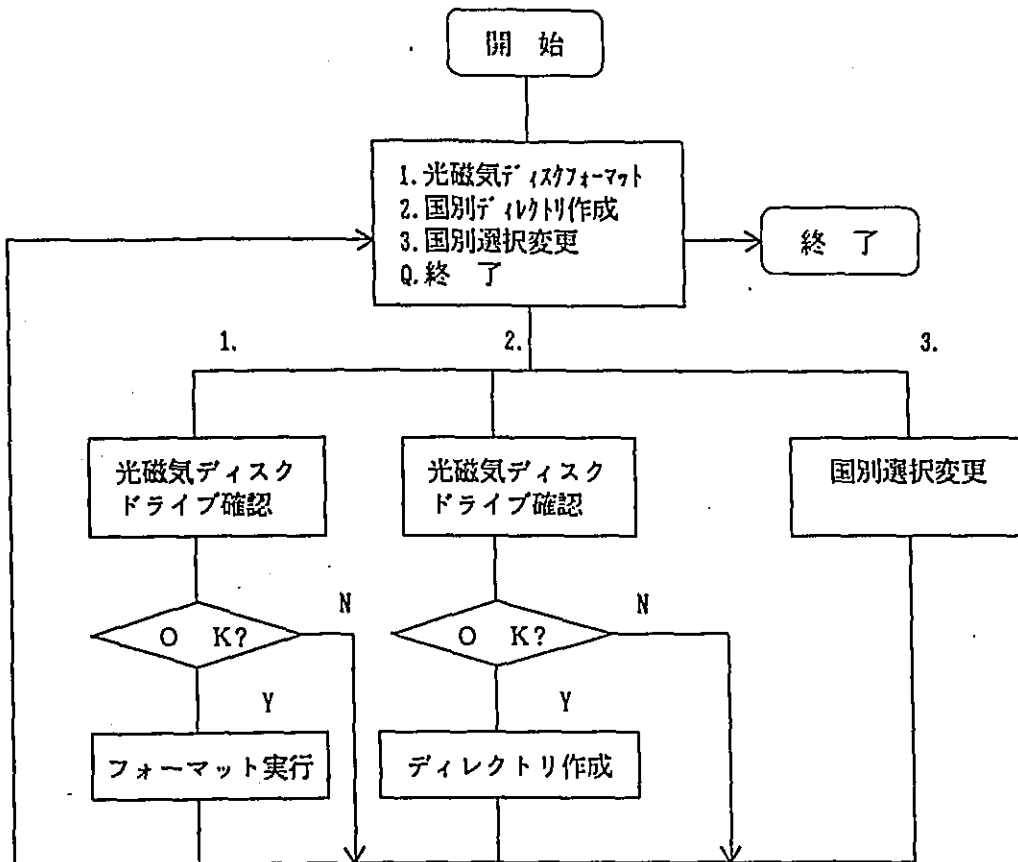 開 始
1.光磁気ディスクフォーマット
2.国別ディレクトリ作成
3.国別選択変更
Q.終 了
終 了
1.
2.
3.
光磁気ディスク
ドライブ確認
光磁気ディスク
ドライブ確認
国別選択変更
O K?
N
O K?
N
Y
Y
フォーマット実行
ディレクトリ作成